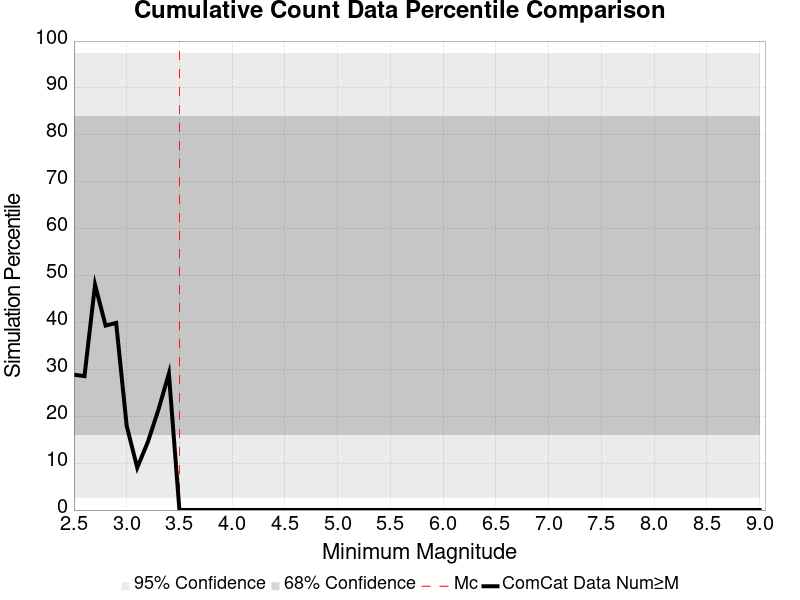 Cumulative Count Data Percentile Comparison
Simulation Percentile
100
90
80
70
60
50
40
30
20
10
0
2.5 3.0 3.5 4.0 4.5 5.0 5.5 6.0 6.5 7.0 7.5 8.0 8.5 9.0
Minimum Magnitude
95% Confidence 68% Confidence Mc ComCat Data Num≥M